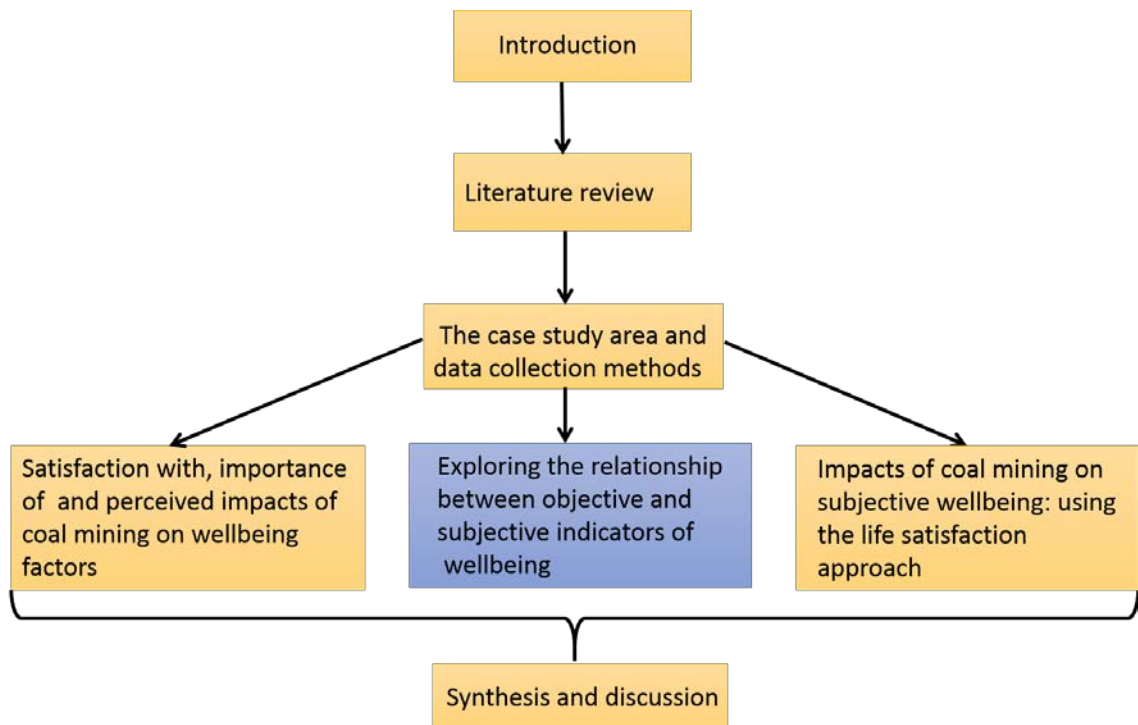 Introduction
Literature review
The case study area and
data collection methods
Satisfaction with, importance
of and perceived impacts of
coal mining on wellbeing
factors
Exploring the relationship
between objective and
subjective indicators of
wellbeing
Impacts of coal mining on
subjective wellbeing: using
the life satisfaction
approach
Synthesis and discussion